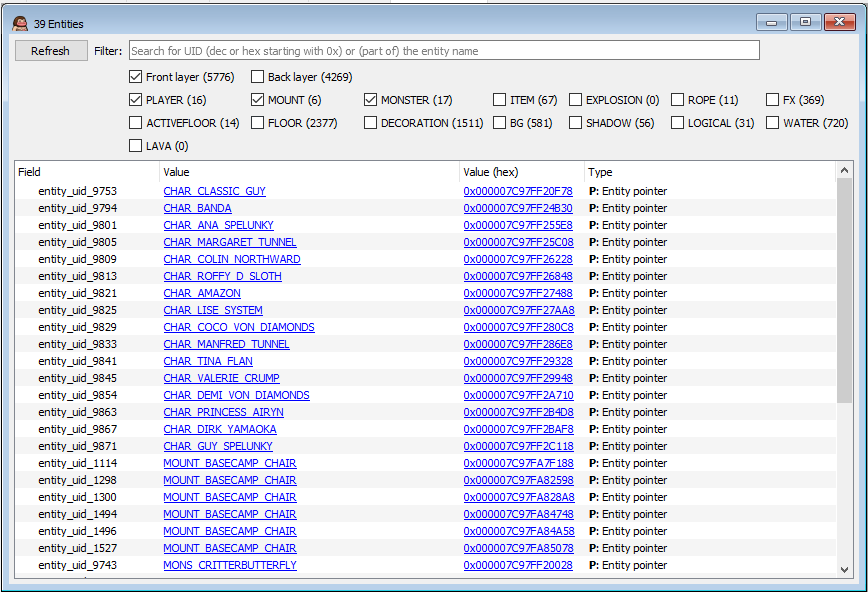 39 Entities
Refresh Filter: Search for UID (dec or hex starting with 0x) or (part of) the entity name
Front layer (5776) Back layer (4269)
PLAYER (16) MOUNT (6) MONSTER (17) ITEM (67) EXPLOSION (0) ROPE (11) FX (369)
ACTIVEFLOOR (14) FLOOR (2377) DECORATION (1511) BG (581) SHADOW (56) LOGICAL (31) WATER (720)
LAVA (0)
Field Value Value (hex) Type
entity_uid_9753 CHAR_CLASSIC_GUY 0x000007C97FF20F78 P: Entity pointer
entity_uid_9794 CHAR_BANDA 0x000007C97FF24B30 P: Entity pointer
entity_uid_9801 CHAR_ANA_SPELUNKY 0x000007C97FF255E8 P: Entity pointer
entity_uid_9805 CHAR_MARGARET_TUNNEL 0x000007C97FF25C08 P: Entity pointer
entity_uid_9809 CHAR_COLIN_NORTHWARD 0x000007C97FF26228 P: Entity pointer
entity_uid_9813 CHAR_ROFFY_D_SLOTH 0x000007C97FF26848 P: Entity pointer
entity_uid_9821 CHAR_AMAZON 0x000007C97FF27488 P: Entity pointer
entity_uid_9825 CHAR_LISE_SYSTEM 0x000007C97FF27AA8 P: Entity pointer
entity_uid_9829 CHAR_COCO_VON_DIAMONDS 0x000007C97FF280C8 P: Entity pointer
entity_uid_9833 CHAR_MANFRED_TUNNEL 0x000007C97FF286E8 P: Entity pointer
entity_uid_9841 CHAR_TINA_FLAN 0x000007C97FF29328 P: Entity pointer
entity_uid_9845 CHAR_VALERIE_CRUMP 0x000007C97FF29948 P: Entity pointer
entity_uid_9854 CHAR_DEMI_VON_DIAMONDS 0x000007C97FF2A710 P: Entity pointer
entity_uid_9863 CHAR_PRINCESS_AIRYN 0x000007C97FF2B4D8 P: Entity pointer
entity_uid_9867 CHAR_DIRK_YAMAOKA 0x000007C97FF2BAF8 P: Entity pointer
entity_uid_9871 CHAR_GUY_SPELUNKY 0x000007C97FF2C118 P: Entity pointer
entity_uid_1114 MOUNT_BASECAMP_CHAIR 0x000007C97FA7F188 P: Entity pointer
entity_uid_1298 MOUNT_BASECAMP_CHAIR 0x000007C97FA82598 P: Entity pointer
entity_uid_1300 MOUNT_BASECAMP_CHAIR 0x000007C97FA828A8 P: Entity pointer
entity_uid_1494 MOUNT_BASECAMP_CHAIR 0x000007C97FA84748 P: Entity pointer
entity_uid_1496 MOUNT_BASECAMP_CHAIR 0x000007C97FA84A58 P: Entity pointer
entity_uid_1527 MOUNT_BASECAMP_CHAIR 0x000007C97FA85078 P: Entity pointer
entity_uid_9743 MONS_CRITTERBUTTERFLY 0x000007C97FF20028 P: Entity pointer